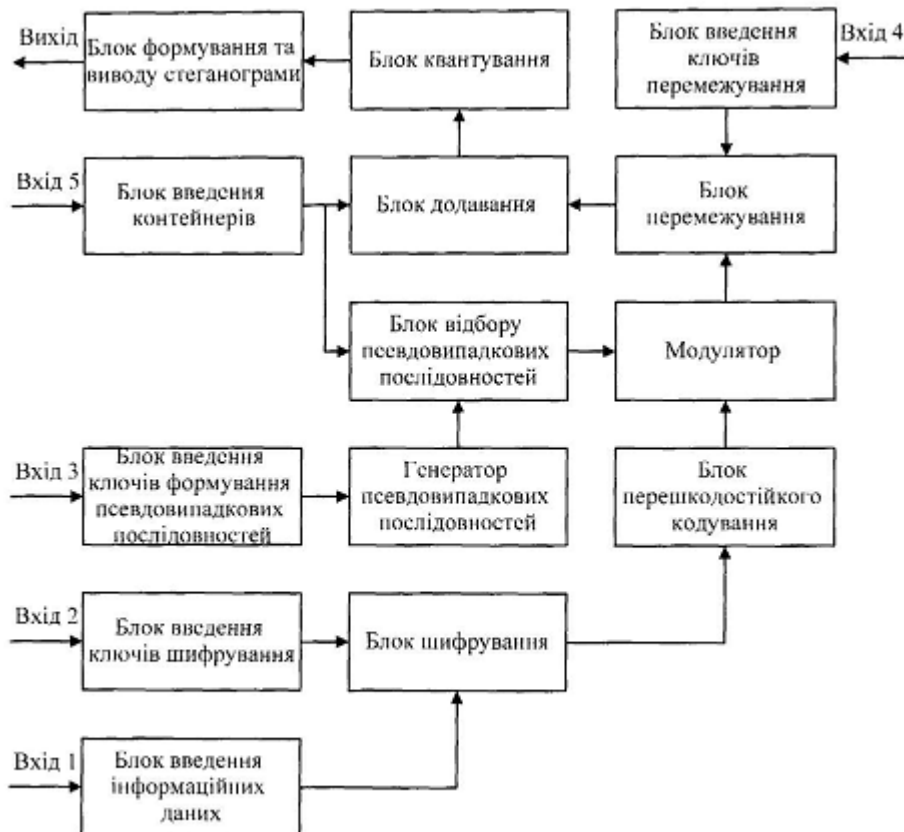 Вихід
Блок формування та
виводу стеганограми
Блок квантування
Блок введення
ключів
перемежування
Вхід 4
Вхід 5
Блок введення
контейнерів
Блок додавання
Блок
перемежування
Блок відбору
псевдовипадкових
послідовностей
Модулятор
Вхід 3
Блок введення
ключів формування
псевдовипадкових
послідовностей
Генератор
псевдовипадкових
послідовностей
Блок
перешкодостійкого
кодування
Вхід 2
Блок введення
ключів шифрування
Блок шифрування
Вхід 1
Блок введення
інформаційних
даних